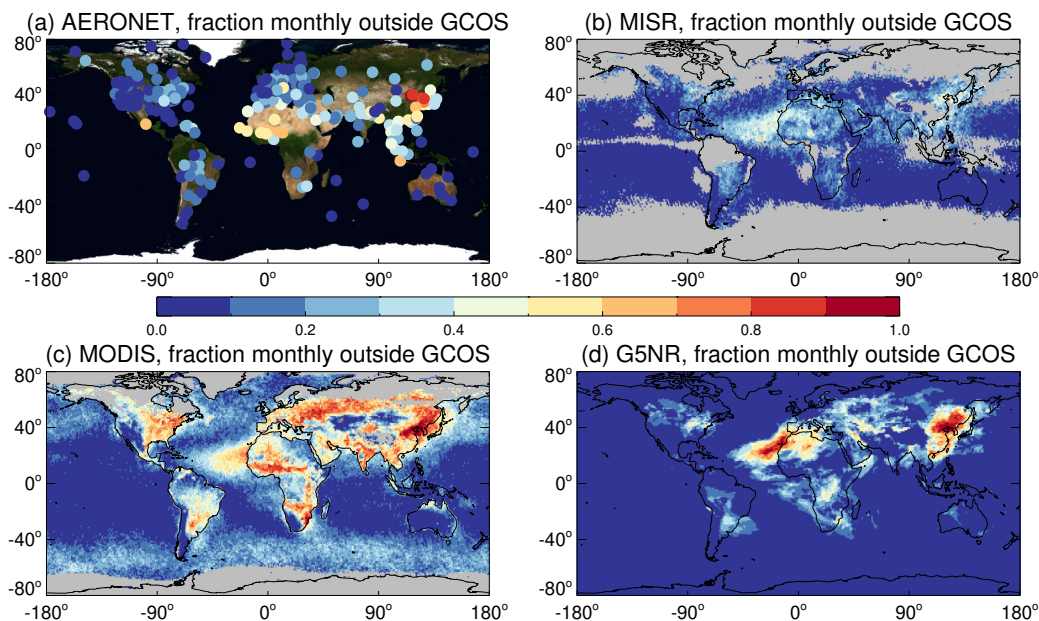 (a) AERONET, fraction monthly outside GCOS
80°
40°
0°
-40°
-80°
-180° -90° 0° 90° 180°
(b) MISR, fraction monthly outside GCOS
80°
40°
0°
-40°
-80°
-180° -90° 0° 90° 180°
0.0 0.2 0.4 0.6 0.8 1.0
(c) MODIS, fraction monthly outside GCOS
80°
40°
0°
-40°
-80°
-180° -90° 0° 90° 180°
(d) G5NR, fraction monthly outside GCOS
80°
40°
0°
-40°
-80°
-180° -90° 0° 90° 180°